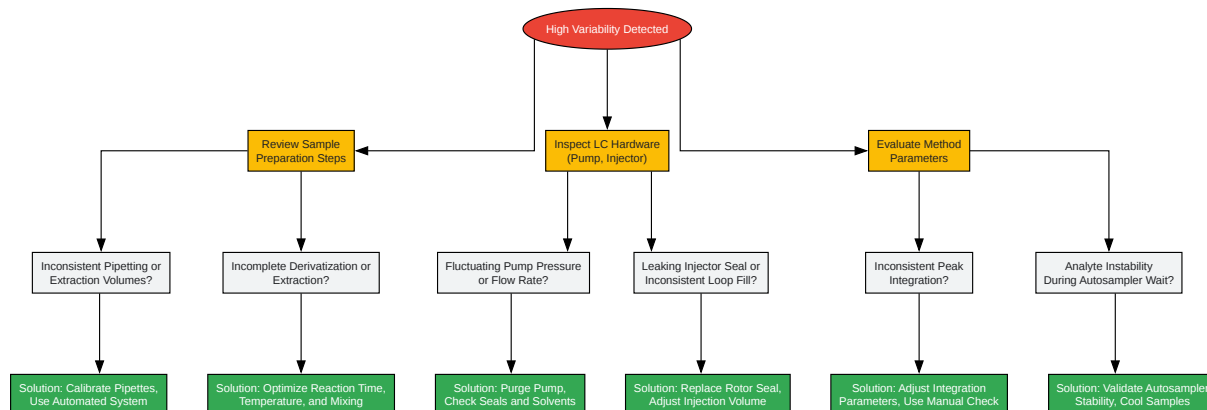 High Variability Detected
Review Sample
Preparation Steps
Inspect LC Hardware
(Pump, Injector)
Evaluate Method
Parameters
Inconsistent Pipetting or
Extraction Volumes?
Incomplete Derivatization or
Extraction?
Fluctuating Pump Pressure
or Flow Rate?
Leaking Injector Seal or
Inconsistent Loop Fill?
Inconsistent Peak
Integration?
Analyte Instability
During Autosampler Wait?
Solution: Calibrate Pipettes,
Use Automated System
Solution: Optimize Reaction Time,
Temperature, and Mixing
Solution: Purge Pump,
Check Seals and Solvents
Solution: Replace Rotor Seal,
Adjust Injection Volume
Solution: Adjust Integration
Parameters, Use Manual Check
Solution: Validate Autosampler
Stability, Cool Samples